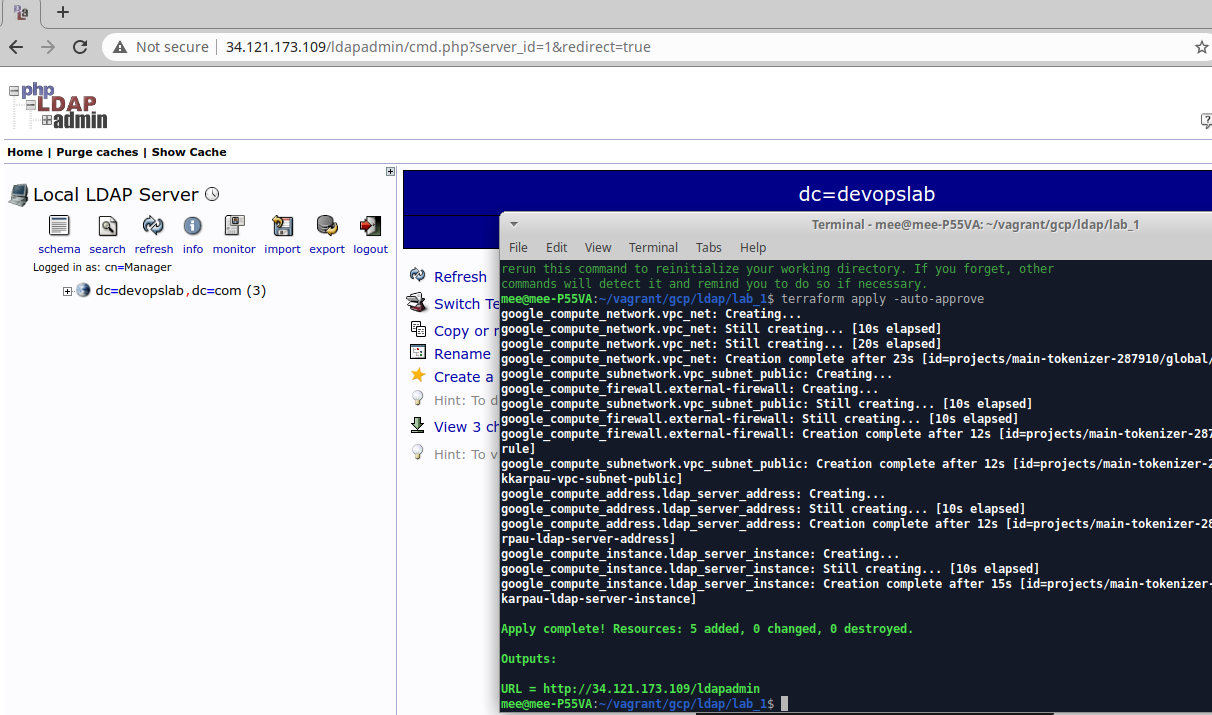 Not secure | 34.121.173.109/ldapadmin/cmd.php?server_id=1&redirect=true
php
LDAP
admin
Home | Purge caches | Show Cache
Local LDAP Server
schema search refresh info monitor import export logout
Logged in as: cn=Manager
dc=devopslab,dc=com (3)
dc=devopslab
Refresh
Switch Te
Copy or r
Rename
Create a
Hint: To d
View 3 ch
Hint: To v
Terminal - mee@mee-P55VA: ~/vagrant/gcp/ldap/lab_1
File Edit View Terminal Tabs Help
rerun this command to reinitialize your working directory. If you forget, other
commands will detect it and remind you to do so if necessary.
mee@mee-P55VA:~/vagrant/gcp/ldap/lab_1$ terraform apply -auto-approve
google_compute_network.vpc_net: Creating...
google_compute_network.vpc_net: Still creating... [10s elapsed]
google_compute_network.vpc_net: Still creating... [20s elapsed]
google_compute_network.vpc_net: Creation complete after 23s [id=projects/main-tokenizer-287910/global/
google_compute_subnetwork.vpc_subnet_public: Creating...
google_compute_firewall.external-firewall: Creating...
google_compute_subnetwork.vpc_subnet_public: Still creating... [10s elapsed]
google_compute_firewall.external-firewall: Still creating... [10s elapsed]
google_compute_firewall.external-firewall: Creation complete after 12s [id=projects/main-tokenizer-287
rule]
google_compute_subnetwork.vpc_subnet_public: Creation complete after 12s [id=projects/main-tokenizer-2
kkarpau-vpc-subnet-public]
google_compute_address.ldap_server_address: Creating...
google_compute_address.ldap_server_address: Still creating... [10s elapsed]
google_compute_address.ldap_server_address: Creation complete after 12s [id=projects/main-tokenizer-28
rpau-ldap-server-address]
google_compute_instance.ldap_server_instance: Creating...
google_compute_instance.ldap_server_instance: Still creating... [10s elapsed]
google_compute_instance.ldap_server_instance: Creation complete after 15s [id=projects/main-tokenizer-
karpau-ldap-server-instance]
Apply complete! Resources: 5 added, 0 changed, 0 destroyed.
Outputs:
URL = http://34.121.173.109/ldapadmin
mee@mee-P55VA:~/vagrant/gcp/ldap/lab_1$